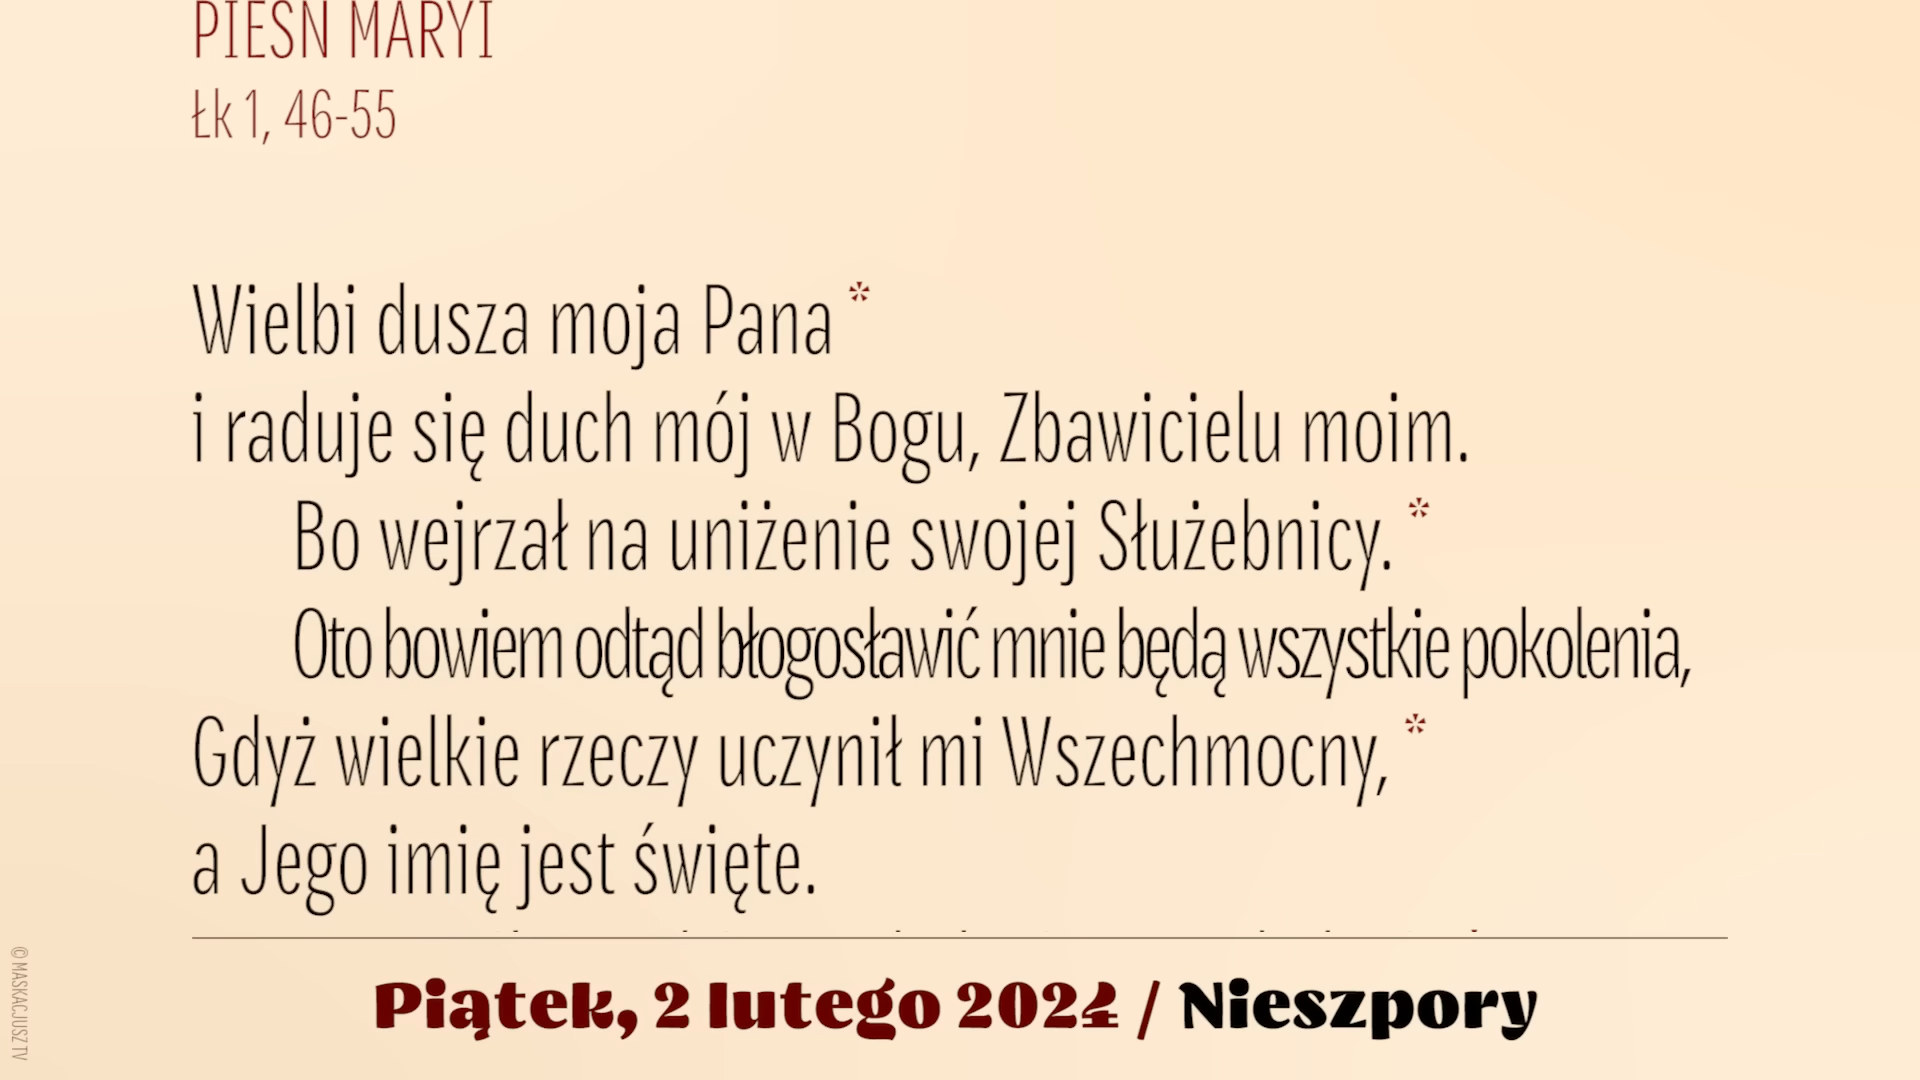 PIEŚŃ MARYI
Łk 1, 46-55
Wielbi dusza moja Pana *
i raduje się duch mój w Bogu, Zbawicielu moim.
Bo wejrzał na uniżenie swojej Służebnicy. *
Oto bowiem odtąd błogosławić mnie będą wszystkie pokolenia,
Gdyż wielkie rzeczy uczynił mi Wszechmocny, *
a Jego imię jest święte.
Piątek, 2 lutego 2024 / Nieszpory
© MASKACJUSZ TV